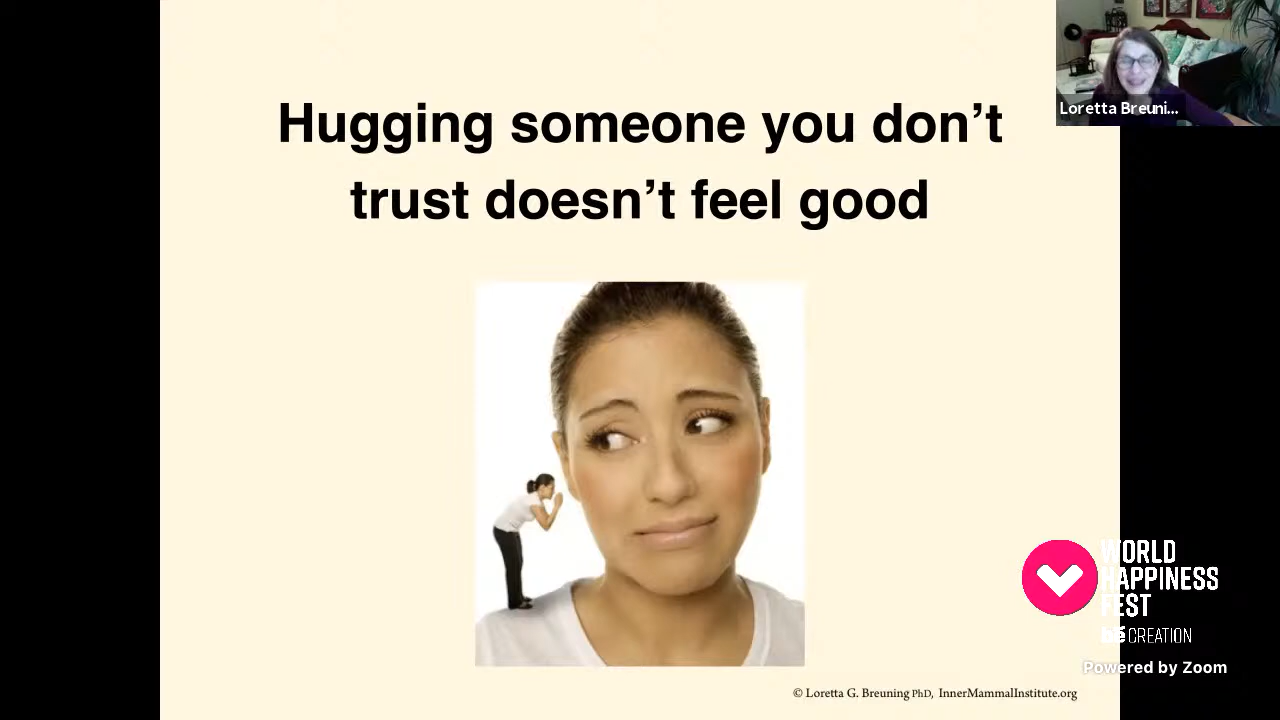 Hugging someone you don’t
trust doesn’t feel good
Loretta Breuni...
WORLD
HAPPINESS
FEST
bé CREATION
Powered by Zoom
© Loretta G. Breuning PhD, InnerMammalInstitute.org